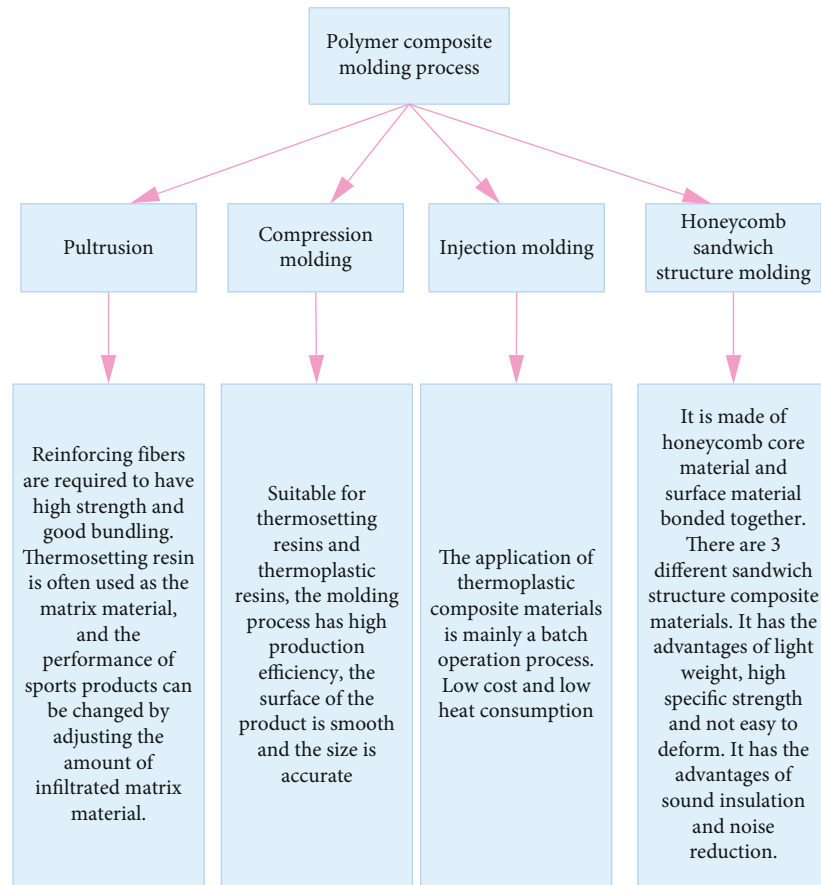 Polymer composite
molding process
Pultrusion
Compression
molding
Injection molding
Honeycomb
sandwich
structure molding
Reinforcing fibers
are required to have
high strength and
good bundling.
Thermosetting resin
is often used as the
matrix material,
and the
performance of
sports products can
be changed by
adjusting the
amount of
infiltrated matrix
material.
Suitable for
thermosetting
resins and
thermoplastic
resins, the molding
process has high
production
efficiency, the
surface of the
product is smooth
and the size is
accurate
The application of
thermoplastic
composite materials
is mainly a batch
operation process.
Low cost and low
heat consumption
It is made of
honeycomb core
material and
surface material
bonded together.
There are 3
different sandwich
structure composite
materials. It has the
advantages of light
weight, high
specific strength
and not easy to
deform. It has the
advantages of
sound insulation
and noise
reduction.